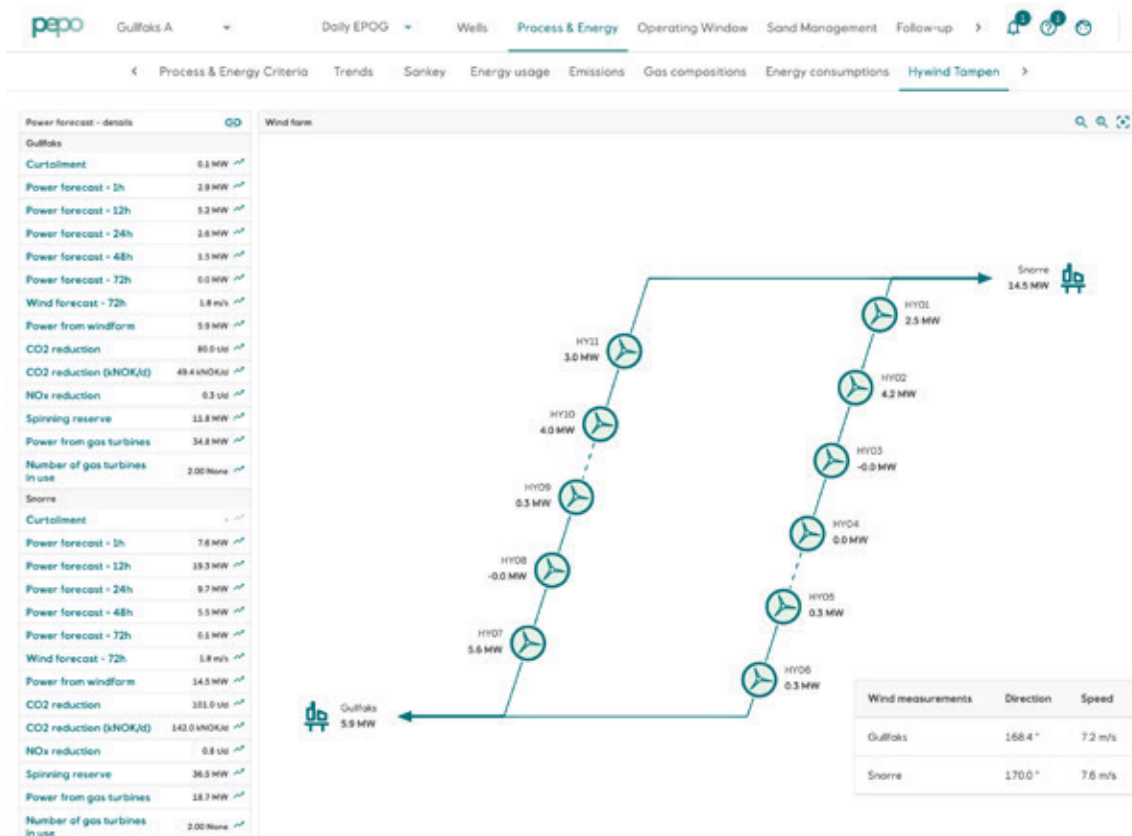 pepo
Gullfaks A
Daily EPOG
Wells
Process & Energy
Operating Window
Sand Management
Follow-up
1
1
Process & Energy Criteria
Trends
Sankey
Energy usage
Emissions
Gas compositions
Energy consumptions
Hywind Tampen
Power forecast - details
Gullfaks
Curtailment 0.1 MW
Power forecast - 1h 2.9 MW
Power forecast - 12h 5.2 MW
Power forecast - 24h 2.6 MW
Power forecast - 48h 1.5 MW
Power forecast - 72h 0.0 MW
Wind forecast - 72h 1.8 m/s
Power from windfarm 5.9 MW
CO2 reduction 80.0 t/d
CO2 reduction (kNOK/d) 49.4 kNOK/d
NOx reduction 0.3 t/d
Spinning reserve 11.8 MW
Power from gas turbines 34.8 MW
Number of gas turbines
in use 2.00 None
Snorre
Curtailment -
Power forecast - 1h 7.6 MW
Power forecast - 12h 19.3 MW
Power forecast - 24h 9.7 MW
Power forecast - 48h 5.5 MW
Power forecast - 72h 0.1 MW
Wind forecast - 72h 1.8 m/s
Power from windfarm 14.5 MW
CO2 reduction 101.0 t/d
CO2 reduction (kNOK/d) 142.0 kNOK/d
NOx reduction 0.8 t/d
Spinning reserve 36.5 MW
Power from gas turbines 18.7 MW
Number of gas turbines
in use 2.00 None
Wind farm
Snorre
14.5 MW
HY01
2.5 MW
HY02
4.2 MW
HY03
-0.0 MW
HY04
0.0 MW
HY05
0.3 MW
HY06
0.3 MW
HY11
3.0 MW
HY10
4.0 MW
HY09
0.3 MW
HY08
-0.0 MW
HY07
5.6 MW
Gullfaks
5.9 MW
Wind measurements Direction Speed
Gullfaks 168.4 ° 7.2 m/s
Snorre 170.0 ° 7.6 m/s